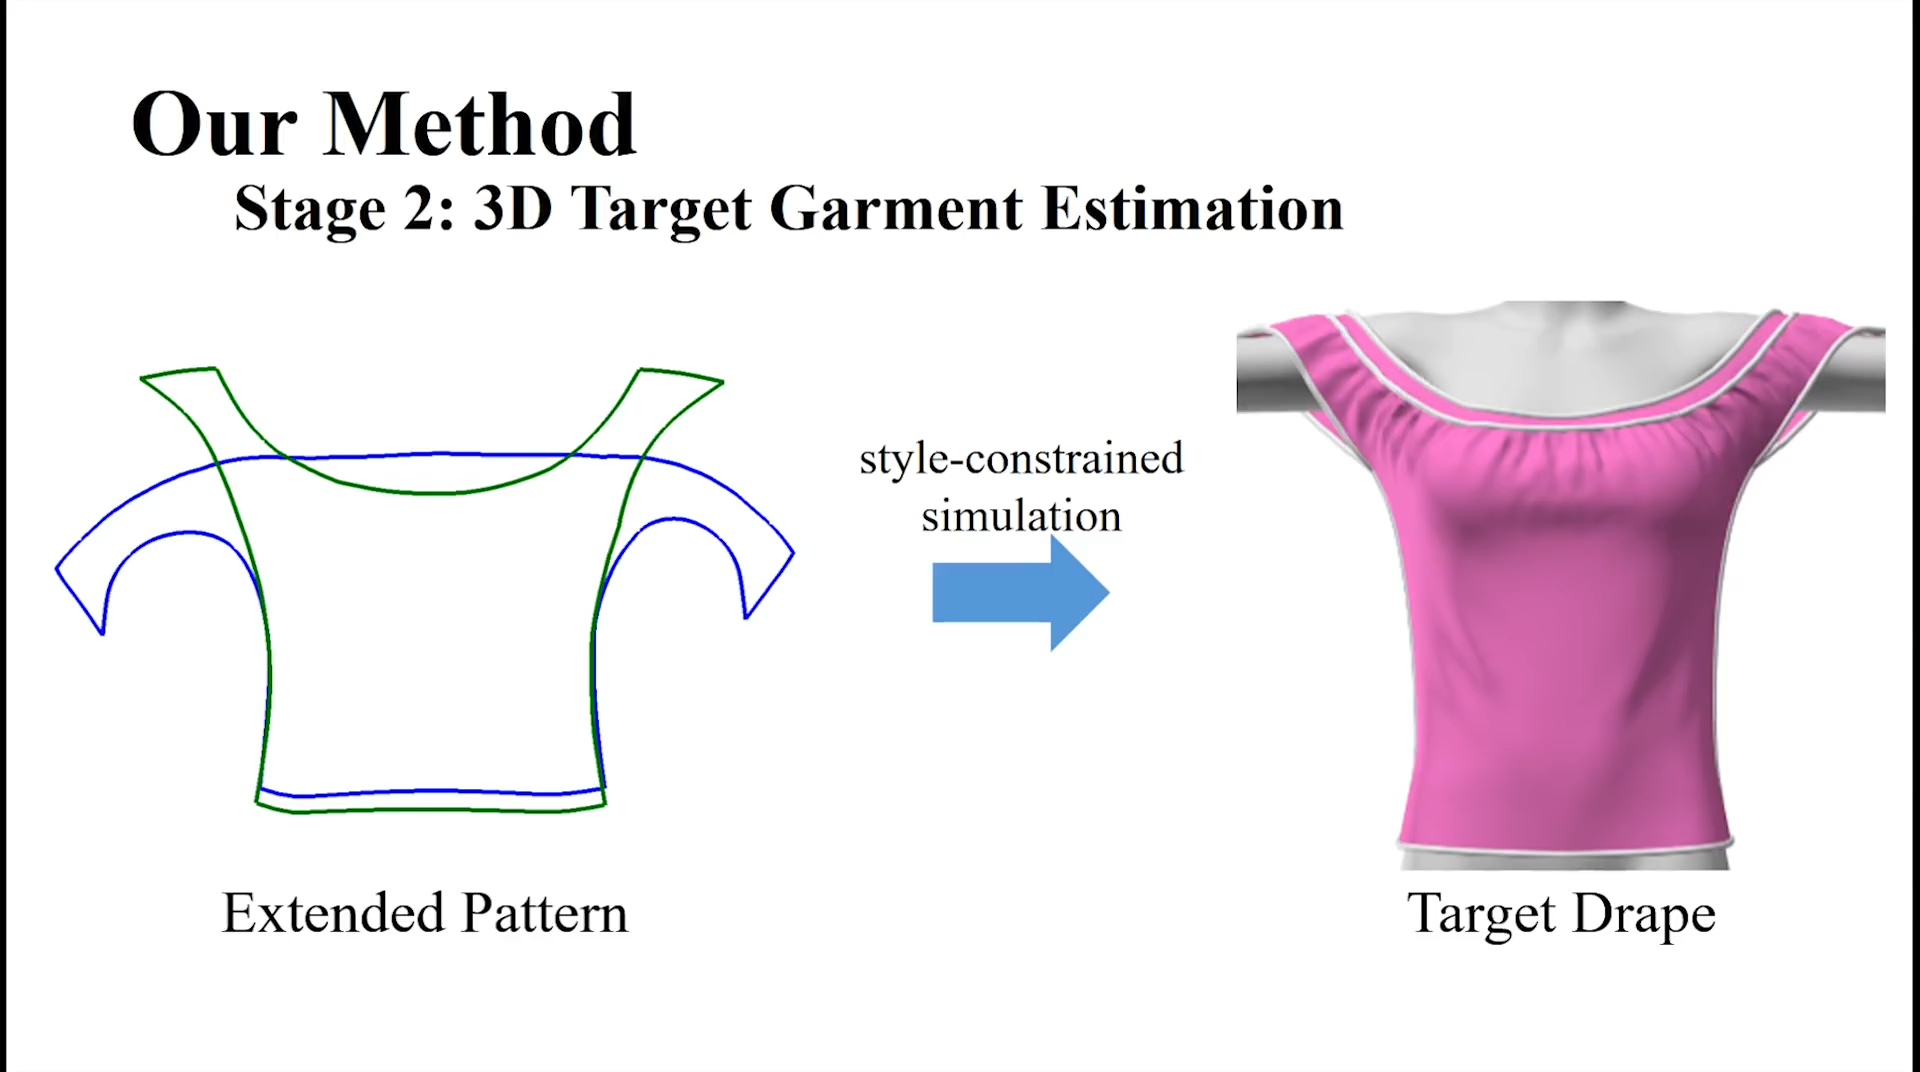 Our Method
Stage 2: 3D Target Garment Estimation
style-constrained
simulation
Extended Pattern
Target Drape